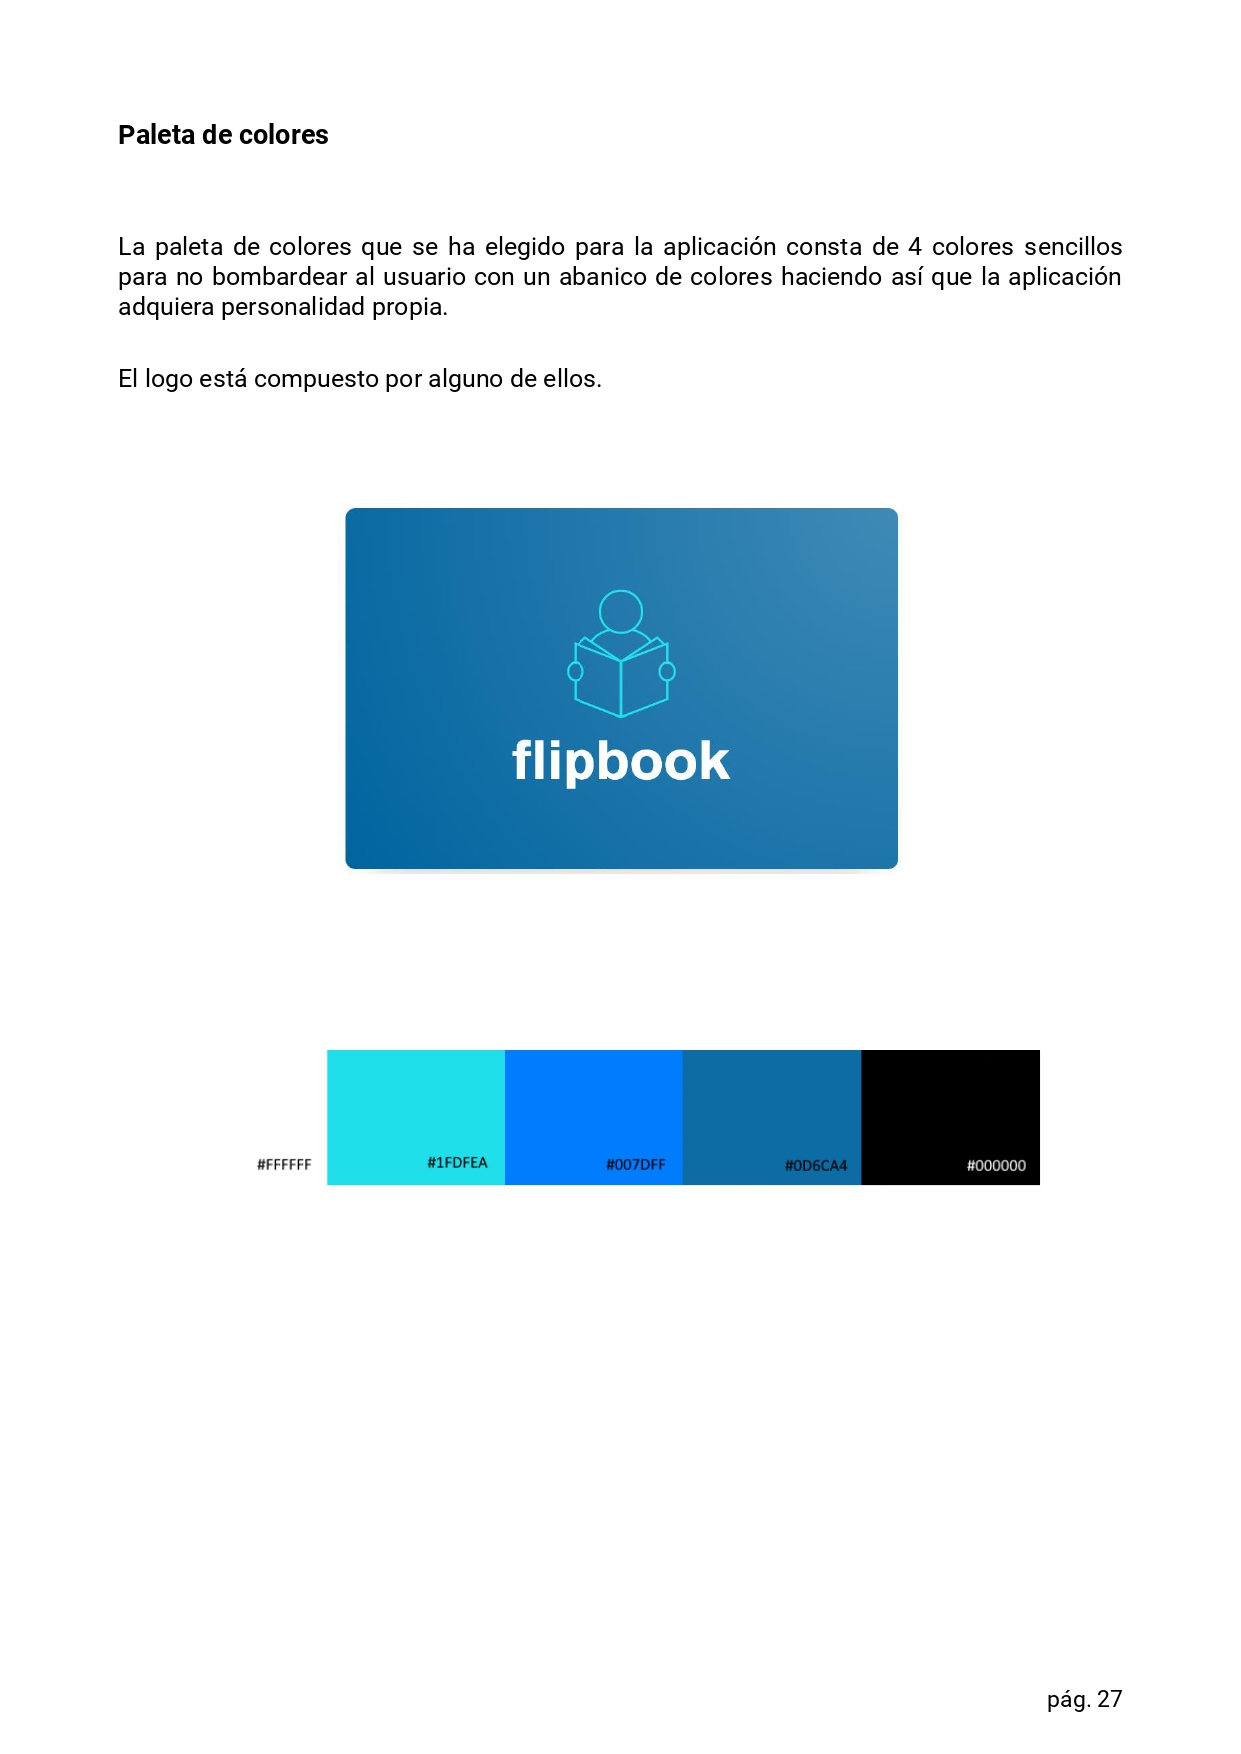 Paleta de colores
La paleta de colores que se ha elegido para la aplicación consta de 4 colores sencillos
para no bombardear al usuario con un abanico de colores haciendo así que la aplicación
adquiera personalidad propia.
El logo está compuesto por alguno de ellos.
flipbook
#FFFFFF
#1FDFEA
#007DFF
#0D6CA4
#000000
pág. 27